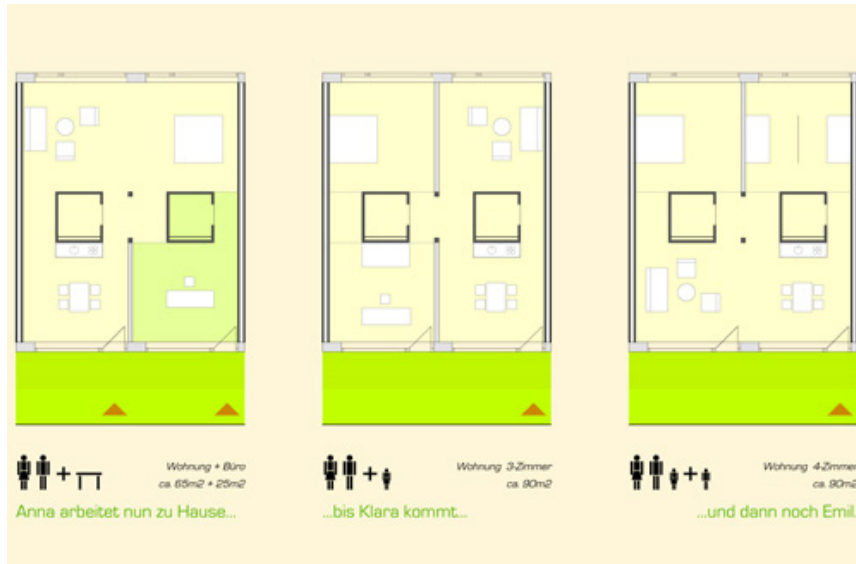 Wohnung + Büro
ca. 65m2 + 25m2
Anna arbeitet nun zu Hause...
Wohnung 3-Zimmer
ca. 90m2
...bis Klara kommt...
Wohnung 4-Zimmer
ca. 90m2
...und dann noch Emil.